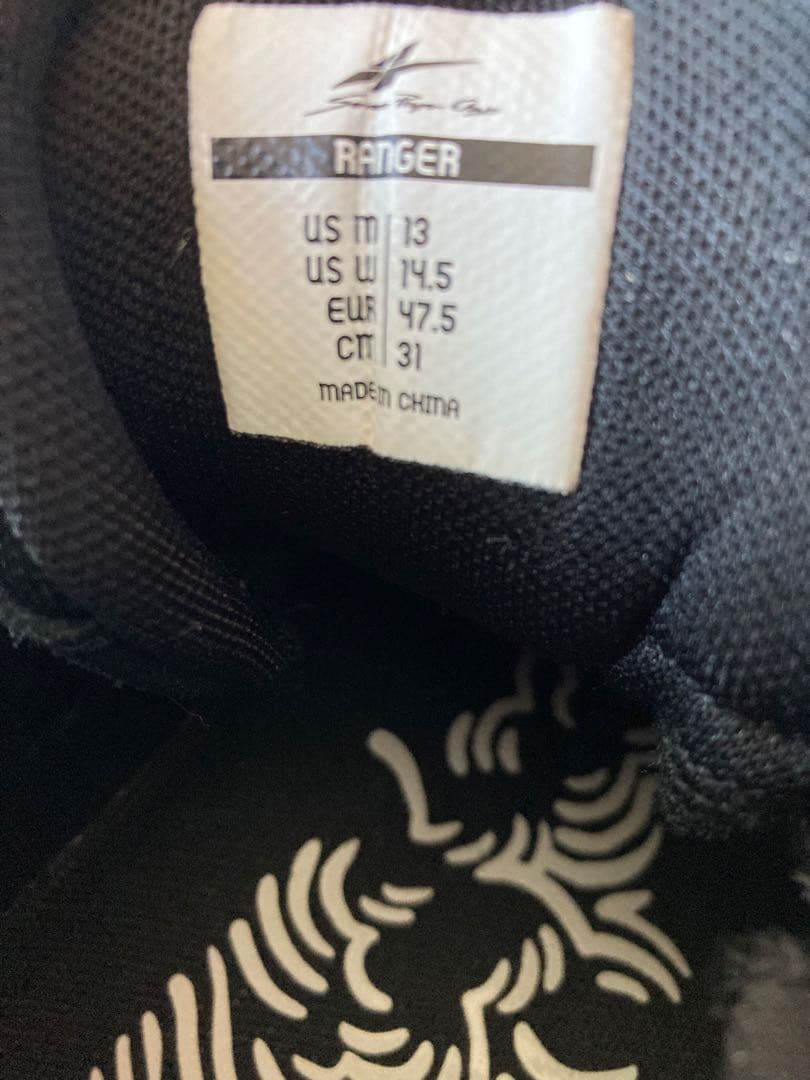 RANGER
US M 13
US W 14.5
EUR 47.5
CM 31
MADE IN CHINA